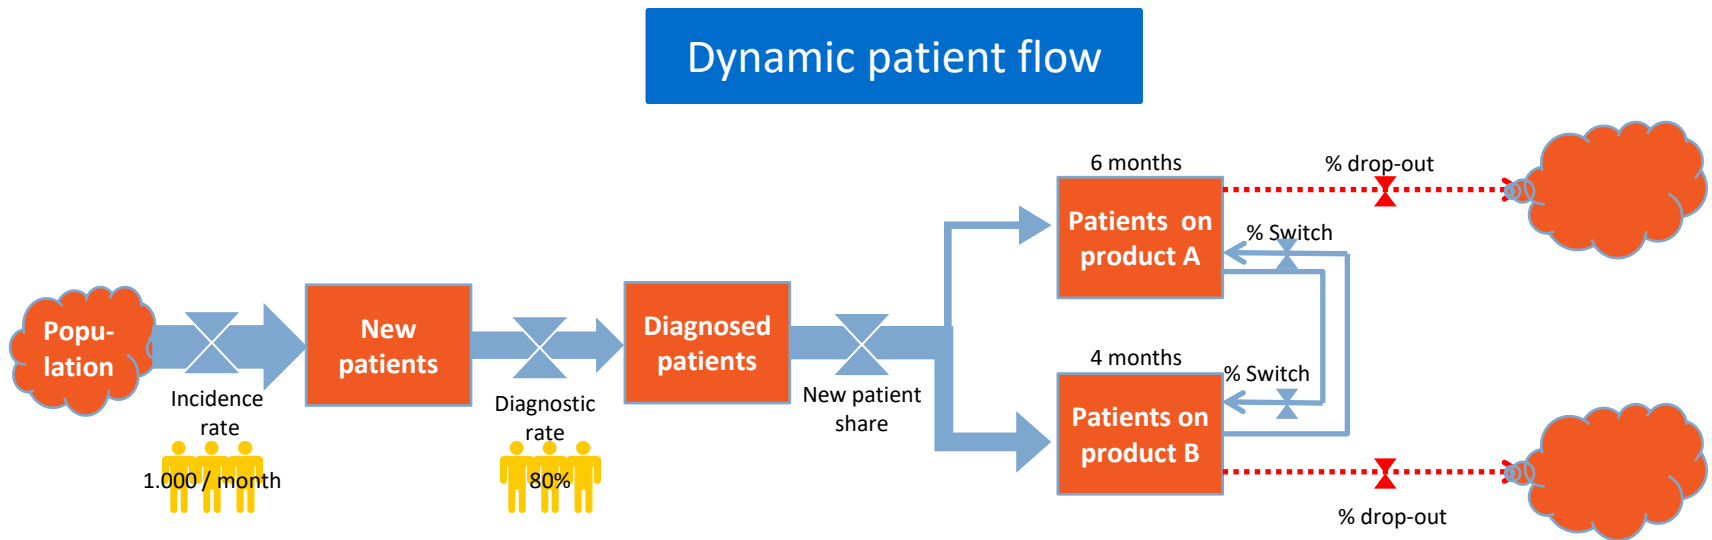 Dynamic patient flow
6 months
% drop-out
Patients on
product A
% Switch
Popu-
lation
New
patients
Diagnosed
patients
4 months
% Switch
Incidence
rate
Diagnostic
rate
New patient
share
Patients on
product B
1.000 / month
80%
% drop-out